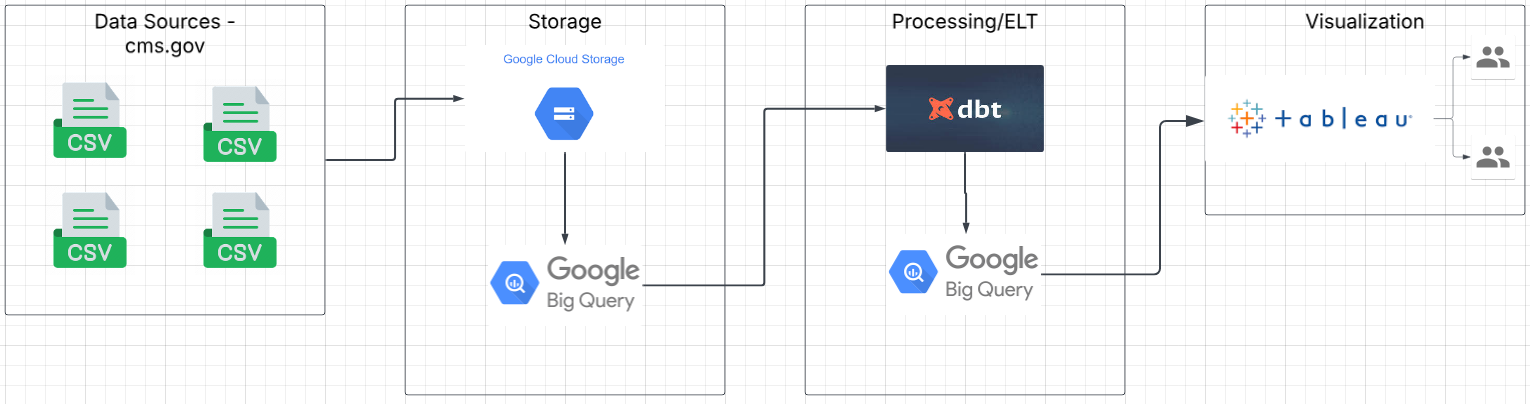 Data Sources -
cms.gov
CSV
CSV
CSV
CSV
Storage
Google Cloud Storage
Google
Big Query
Processing/ELT
dbt
Google
Big Query
Visualization
+ableau